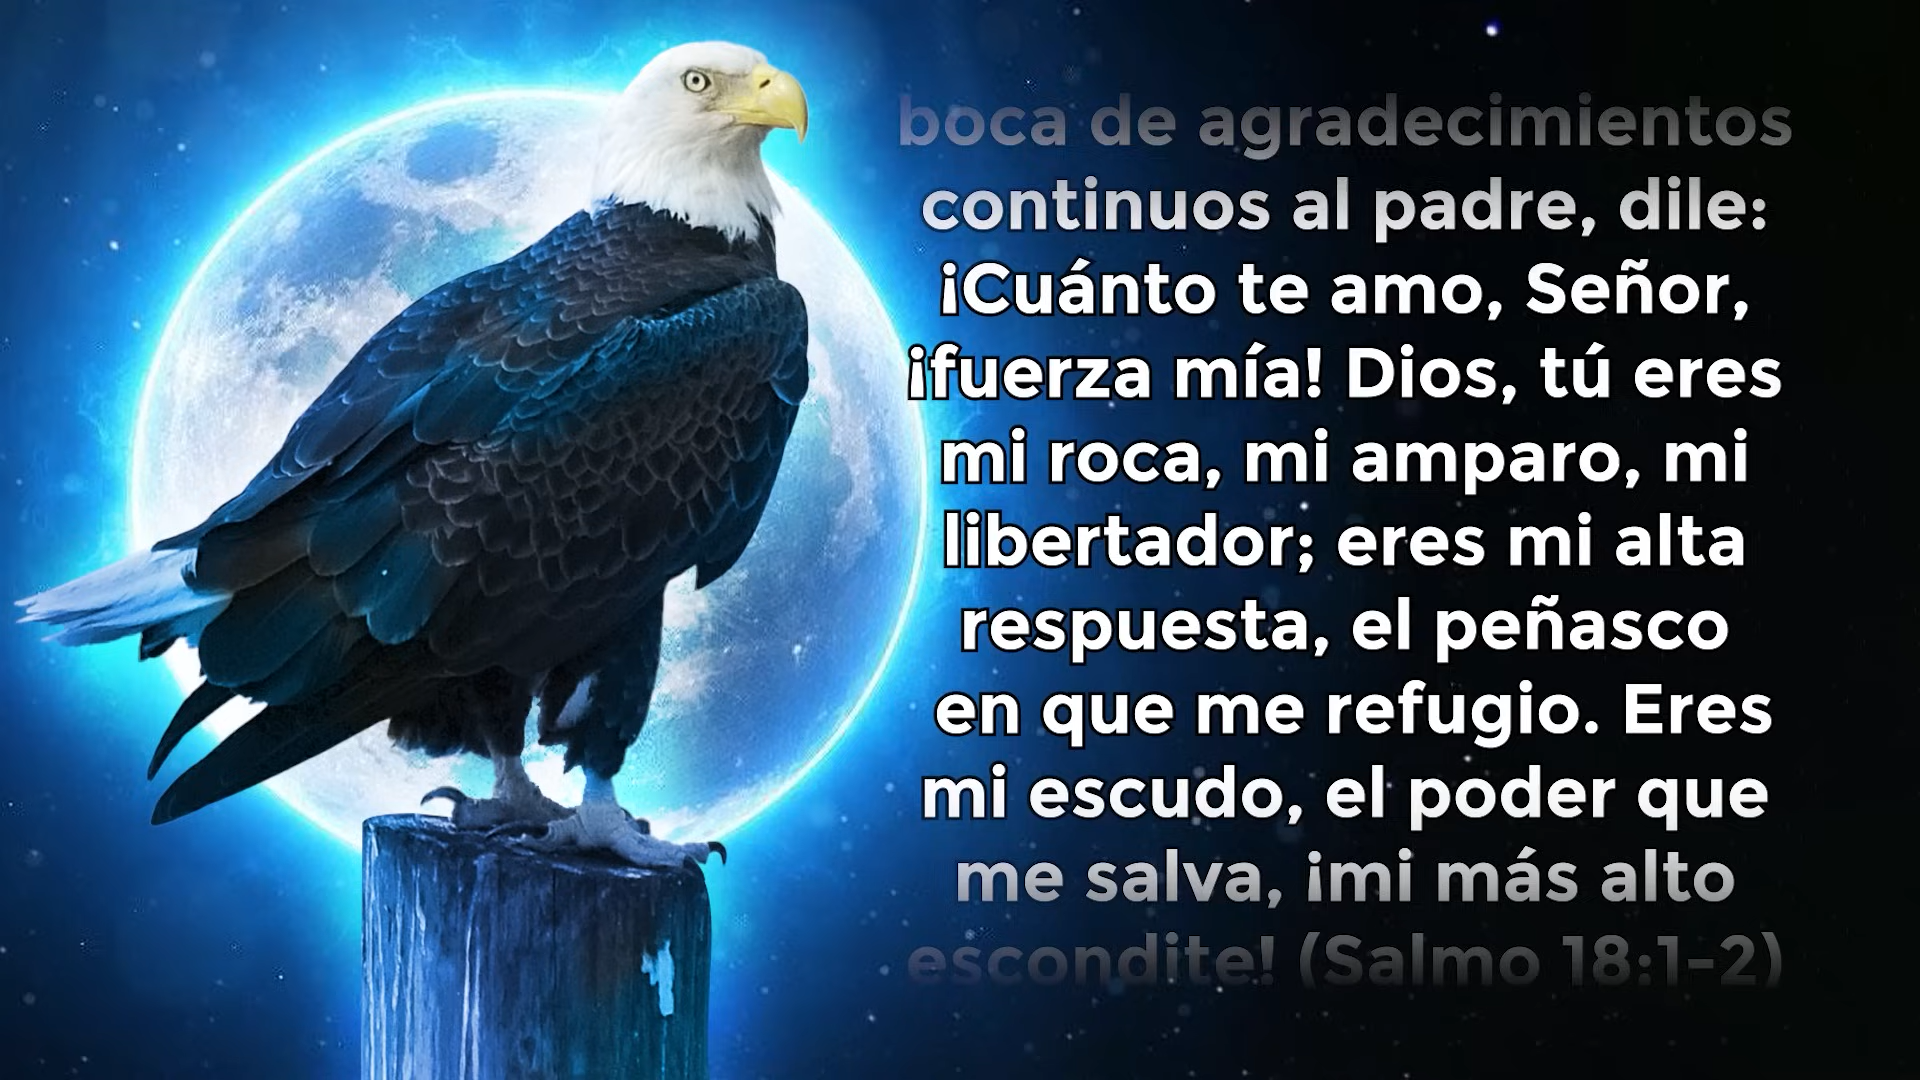 boca de agradecimientos
continuos al padre, dile:
¡Cuánto te amo, Señor,
¡fuerza mía! Dios, tú eres
mi roca, mi amparo, mi
libertador; eres mi alta
respuesta, el peñasco
en que me refugio. Eres
mi escudo, el poder que
me salva, ¡mi más alto
escondite! (Salmo 18:1-2)